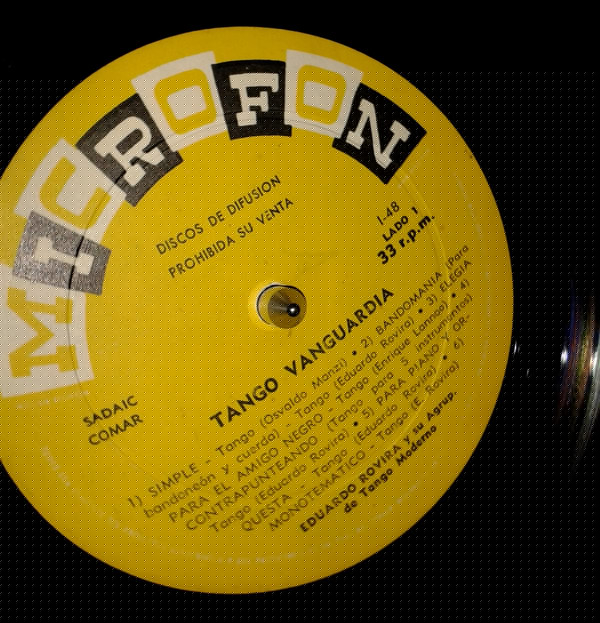 MICROFON
DISCOS DE DIFUSION
PROHIBIDA SU VENTA
I-48
LADO 1
33 r.p.m.
SADAIC
COMAR
TANGO VANGUARDIA
1) SIMPLE - Tango (Osvaldo Manzi) • 2) BANDOMANIA (Para
bandoneón y cuerda) - Tango (Eduardo Rovira) • 3) ELEGIA
PARA EL AMIGO NEGRO - Tango (Enrique Lannoo) • 4)
CONTRAPUNTEANDO (Tango para 5 instrumentos)
Tango (Eduardo Rovira) • 5) PARA PIANO Y OR-
QUESTA - Tango (Eduardo Rovira) • 6)
MONOTEMATICO - Tango (E. Rovira)
EDUARDO ROVIRA y su Agrup.
de Tango Moderno